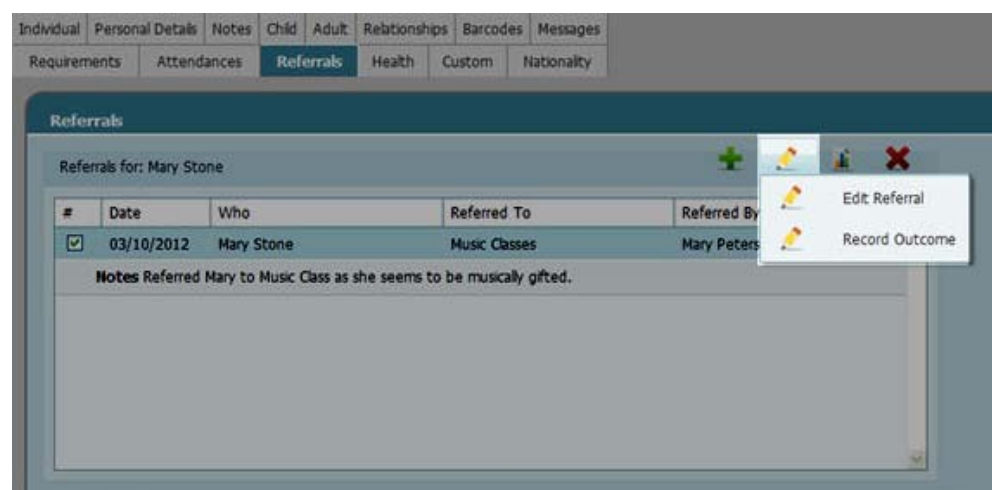 Individual Personal Details Notes Child Adult Relationships Barcodes Messages
Requirements Attendances Referrals Health Custom Nationality
Referrals
Referrals for: Mary Stone
Edit Referral
# Date Who Referred To Referred By
Record Outcome
03/10/2012 Mary Stone Music Classes Mary Peters
Notes Referred Mary to Music Class as she seems to be musically gifted.